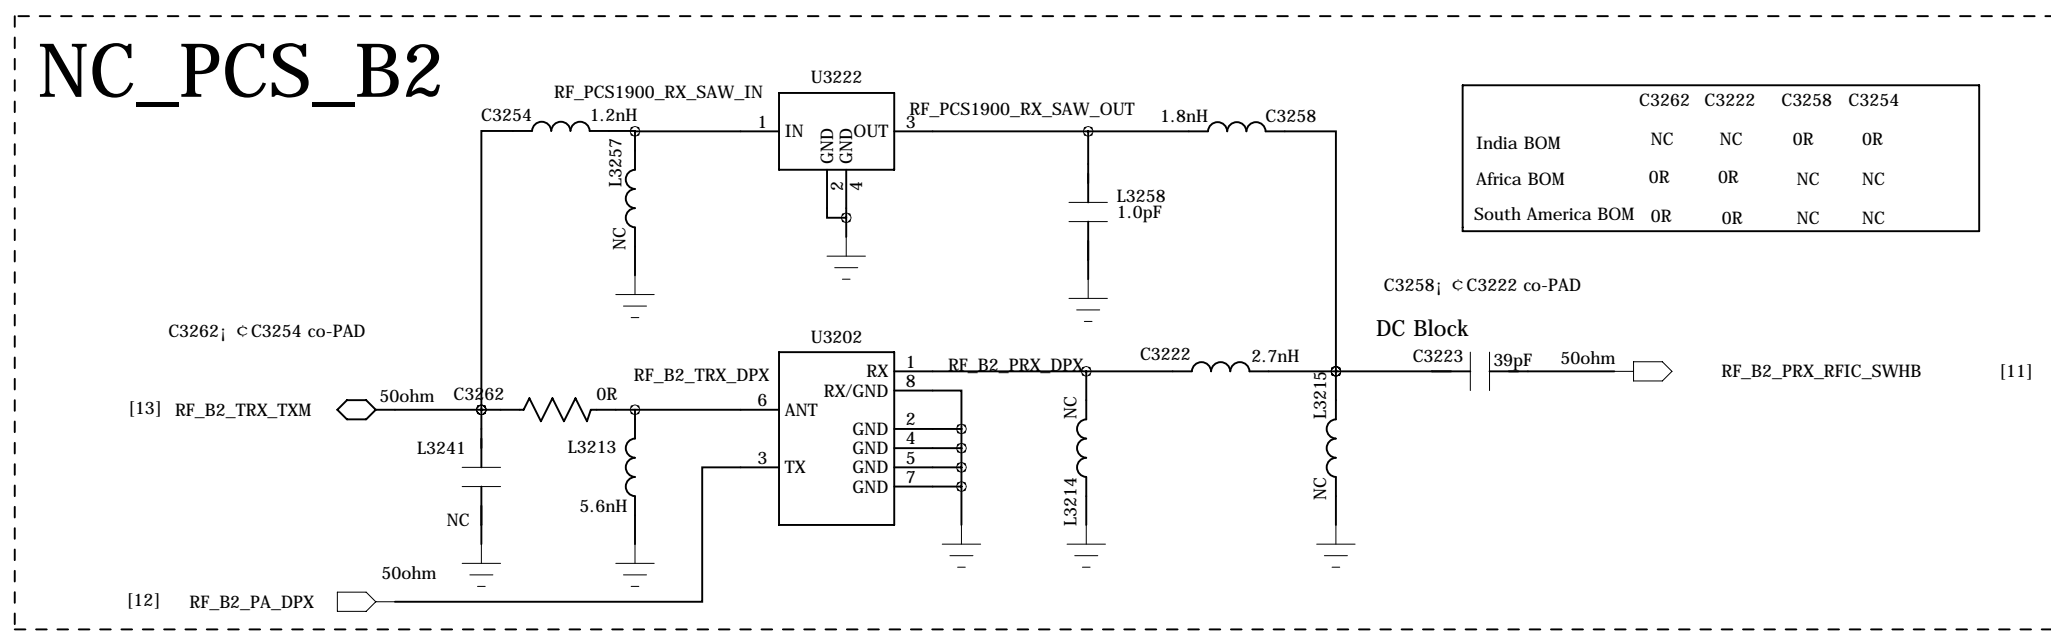 NC_PCS_B2
U3222
RF_PCS1900_RX_SAW_IN
C3254
1.2nH
1
IN
GND
GND
OUT
3
RF_PCS1900_RX_SAW_OUT
1.8nH
C3258
2
4
L3257
NC
L3258
1.0pF
C3262 C3222 C3258 C3254
India BOM NC NC 0R 0R
Africa BOM 0R 0R NC NC
South America BOM 0R 0R NC NC
C3258¡ ¢C3222 co-PAD
C3262¡ ¢C3254 co-PAD
DC Block
U3202
RF_B2_TRX_DPX
RX
1
RF_B2_PRX_DPX
C3222
2.7nH
C3223
39pF
50ohm
RF_B2_PRX_RFIC_SWHB
[11]
RX/GND
8
[13] RF_B2_TRX_TXM
50ohm
C3262
0R
6
ANT
GND
2
GND
4
GND
5
GND
7
3
TX
L3241
NC
L3213
5.6nH
NC
L3214
L3215
NC
50ohm
[12] RF_B2_PA_DPX